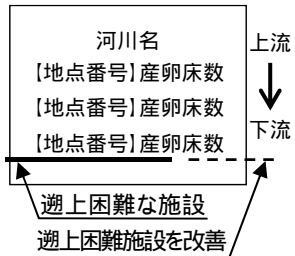 河川名
【地点番号】産卵床数
【地点番号】産卵床数
【地点番号】産卵床数
上流
下流
遡上困難な施設
遡上困難施設を改善